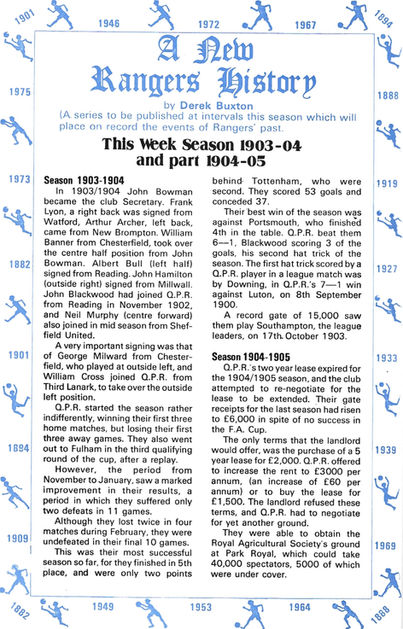 1901
1946
1972
1967
1894
A New
Rangers History
by Derek Buxton
(A series to be published at intervals this season which will
place on record the events of Rangers' past.
This Week Season 1903-04
and part 1904-05
1975
1973
1882
1901
1894
1909
1882
Season 1903-1904
In 1903/1904 John Bowman
became the club Secretary. Frank
Lyon, a right back was signed from
Watford, Arthur Archer, left back,
came from New Brompton. William
Banner from Chesterfield, took over
the centre half position from John
Bowman. Albert Bull (left half)
signed from Reading. John Hamilton
(outside right) signed from Millwall.
John Blackwood had joined Q.P.R.
from Reading in November 1902,
and Neil Murphy (centre forward)
also joined in mid season from Shef-
field United.
A very important signing was that
of George Milward from Chester-
field, who played at outside left, and
William Cross joined Q.P.R. from
Third Lanark, to take over the outside
left position.
Q.P.R. started the season rather
indifferently, winning their first three
home matches, but losing their first
three away games. They also went
out to Fulham in the third qualifying
round of the cup, after a replay.
However, the period from
November to January, saw a marked
improvement in their results, a
period in which they suffered only
two defeats in 11 games.
Although they lost twice in four
matches during February, they were
undefeated in their final 10 games.
This was their most successful
season so far, for they finished in 5th
place, and were only two points
behind Tottenham, who were
second. They scored 53 goals and
conceded 37.
Their best win of the season was
against Portsmouth, who finished
4th in the table. Q.P.R. beat them
6—1, Blackwood scoring 3 of the
goals, his second hat trick of the
season. The first hat trick scored by a
Q.P.R. player in a league match was
by Downing, in Q.P.R.'s 7—1 win
against Luton, on 8th September
1900.
A record gate of 15,000 saw
them play Southampton, the league
leaders, on 17th October 1903.
Season 1904-1905
Q.P.R.'s two year lease expired for
the 1904/1905 season, and the club
attempted to re-negotiate for the
lease to be extended. Their gate
receipts for the last season had risen
to £6,000 in spite of no success in
the F.A. Cup.
The only terms that the landlord
would offer, was the purchase of a 5
year lease for £2,000. Q.P.R. offered
to increase the rent to £3000 per
annum, (an increase of £60 per
annum) or to buy the lease for
£1,500. The landlord refused these
terms, and Q.P.R. had to negotiate
for yet another ground.
They were able to obtain the
Royal Agricultural Society's ground
at Park Royal, which could take
40,000 spectators, 5000 of which
were under cover.
1888
1919
1927
1933
1939
1969
1888
1949
1953
1964